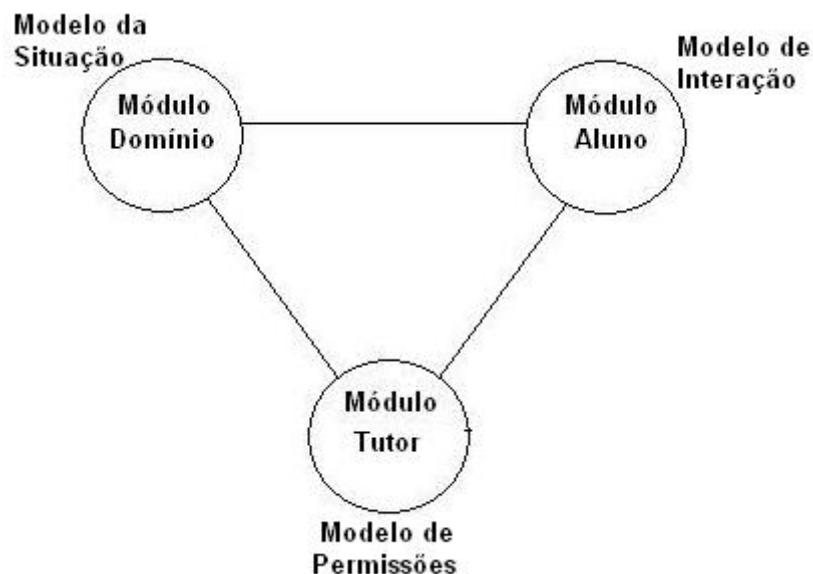 Modelo da
Situação
Módulo
Domínio
Modelo de
Interação
Módulo
Aluno
Módulo
Tutor
Modelo de
Permissões